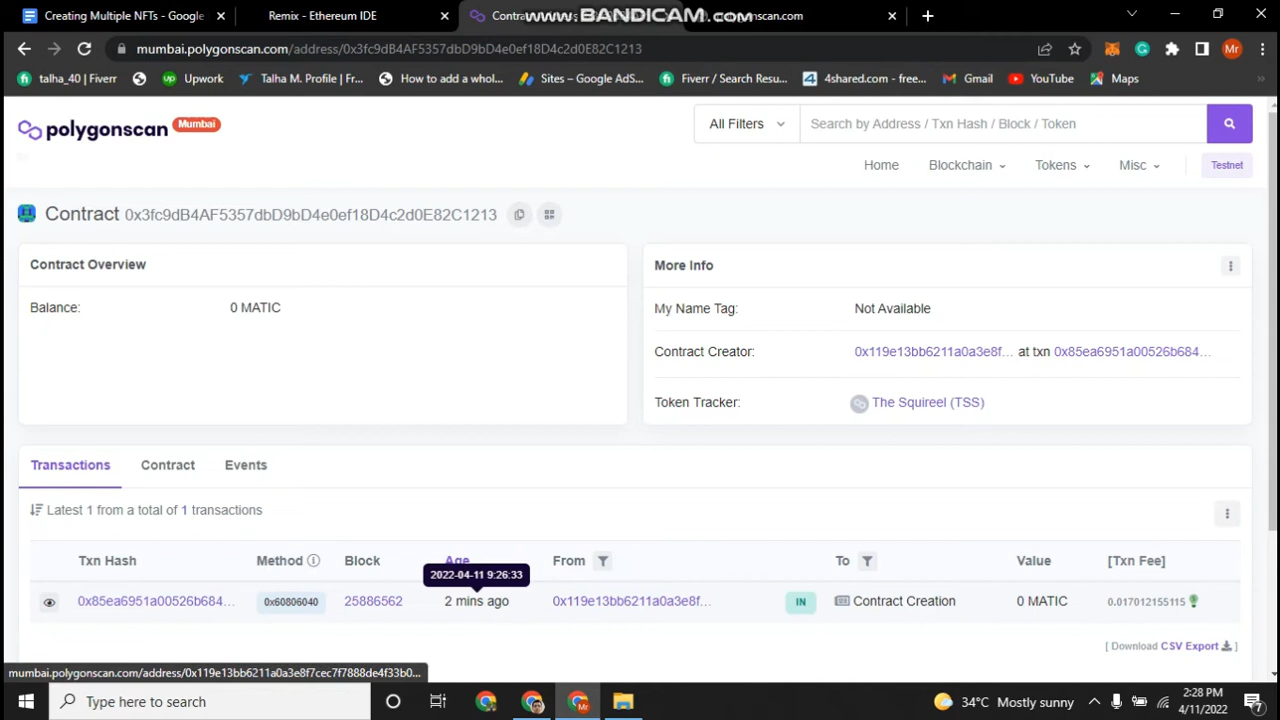 Creating Multiple NFTs - Google
Remix - Ethereum IDE
www.BANDICAM.com
mumbai.polygonscan.com/address/0x3fc9dB4AF5357dbD9bD4e0ef18D4c2d0E82C1213
Mr
talha_40 | Fiverr
Upwork
Talha M. Profile | Fr...
How to add a whol...
Sites – Google AdS...
Fiverr / Search Resu...
4shared.com - free...
Gmail
YouTube
Maps
polygonscan Mumbai
All Filters
Search by Address / Txn Hash / Block / Token
Home
Blockchain
Tokens
Misc
Testnet
Contract 0x3fc9dB4AF5357dbD9bD4e0ef18D4c2d0E82C1213
Contract Overview
Balance: 0 MATIC
More Info
My Name Tag: Not Available
Contract Creator: 0x119e13bb6211a0a3e8f... at txn 0x85ea6951a00526b684...
Token Tracker: The Squireel (TSS)
Transactions
Contract
Events
Latest 1 from a total of 1 transactions
Txn Hash Method Block Age From To Value [Txn Fee]
2022-04-11 9:26:33
0x85ea6951a00526b684... 0x60806040 25886562 2 mins ago 0x119e13bb6211a0a3e8f... IN Contract Creation 0 MATIC 0.017012155115
[ Download CSV Export ]
mumbai.polygonscan.com/address/0x119e13bb6211a0a3e8f7cec7f7888de4f33b0...
Type here to search
34°C Mostly sunny
2:28 PM
4/11/2022
7